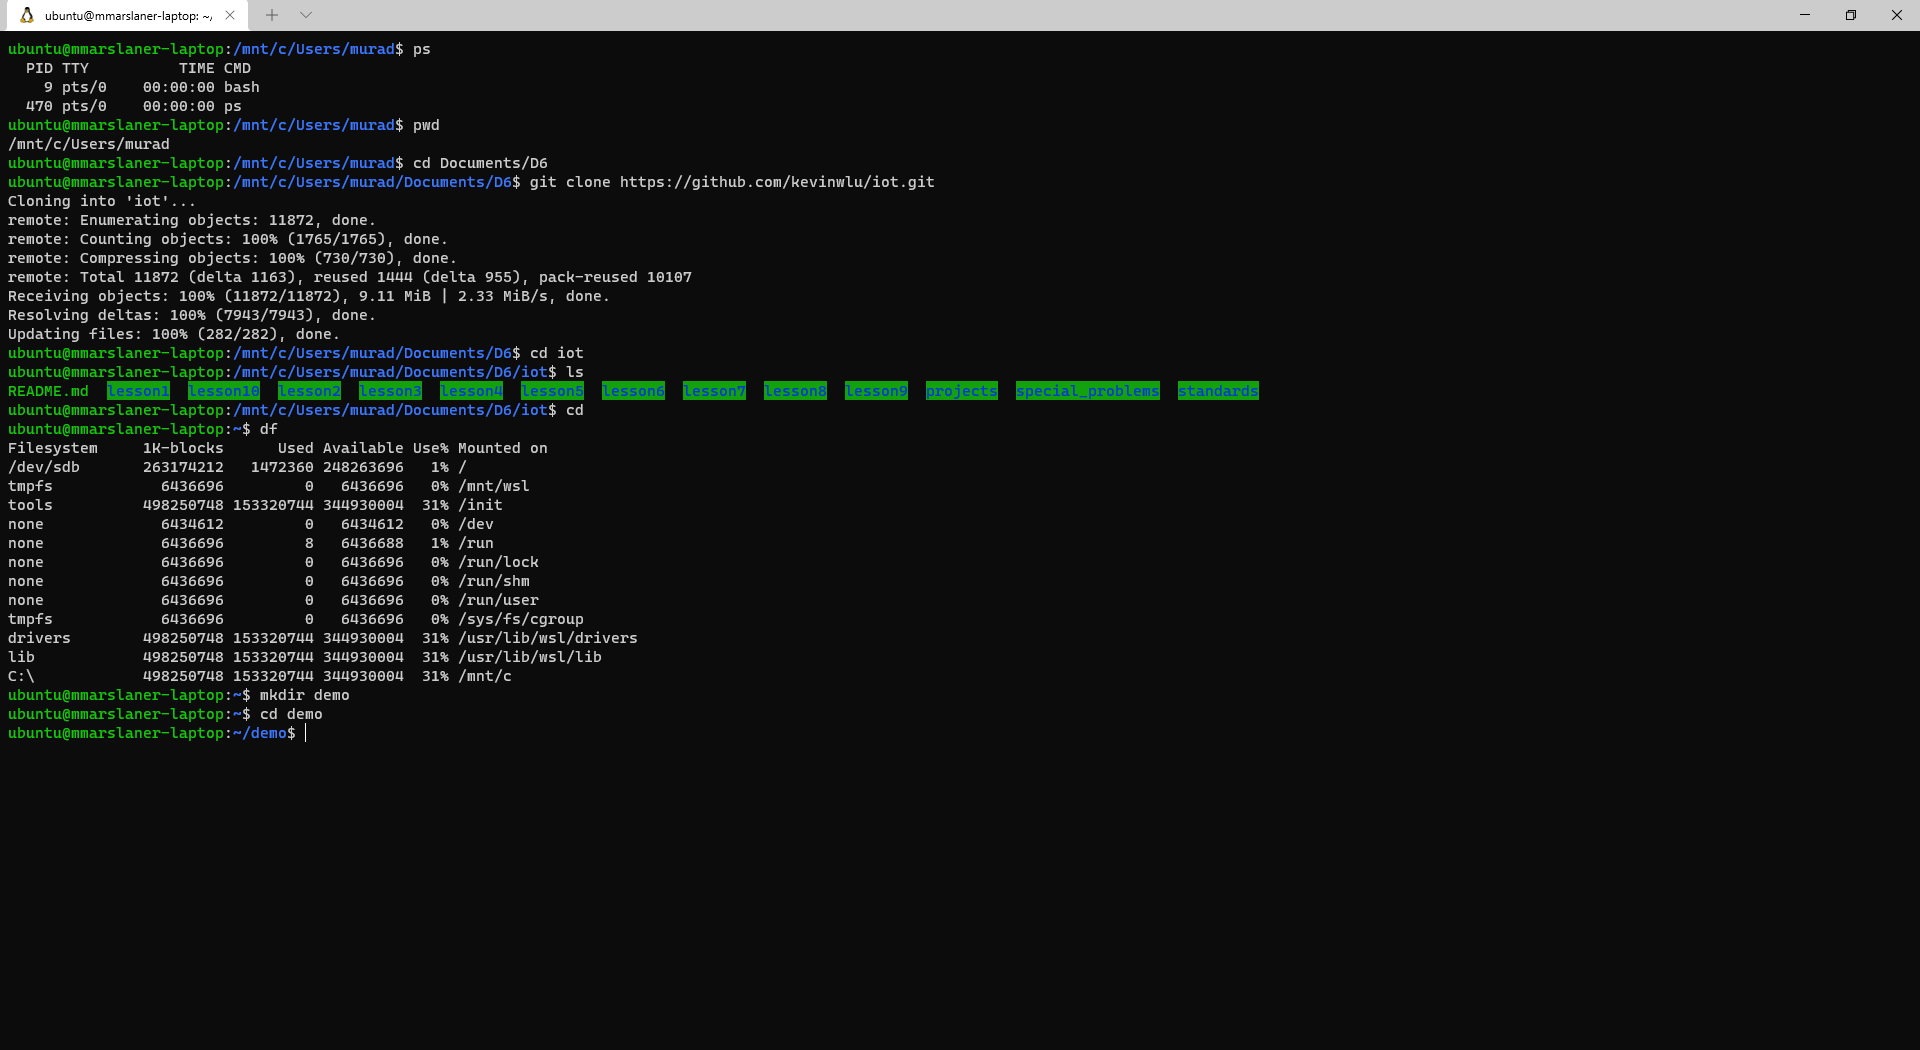 ubuntu@mmarslaner-laptop: ~/
ubuntu@mmarslaner-laptop:/mnt/c/Users/murad$ ps
  PID TTY          TIME CMD
    9 pts/0    00:00:00 bash
  470 pts/0    00:00:00 ps
ubuntu@mmarslaner-laptop:/mnt/c/Users/murad$ pwd
/mnt/c/Users/murad
ubuntu@mmarslaner-laptop:/mnt/c/Users/murad$ cd Documents/D6
ubuntu@mmarslaner-laptop:/mnt/c/Users/murad/Documents/D6$ git clone https://github.com/kevinwlu/iot.git
Cloning into 'iot'...
remote: Enumerating objects: 11872, done.
remote: Counting objects: 100% (1765/1765), done.
remote: Compressing objects: 100% (730/730), done.
remote: Total 11872 (delta 1163), reused 1444 (delta 955), pack-reused 10107
Receiving objects: 100% (11872/11872), 9.11 MiB | 2.33 MiB/s, done.
Resolving deltas: 100% (7943/7943), done.
Updating files: 100% (282/282), done.
ubuntu@mmarslaner-laptop:/mnt/c/Users/murad/Documents/D6$ cd iot
ubuntu@mmarslaner-laptop:/mnt/c/Users/murad/Documents/D6/iot$ ls
README.md  lesson1  lesson10  lesson2  lesson3  lesson4  lesson5  lesson6  lesson7  lesson8  lesson9  projects  special_problems  standards
ubuntu@mmarslaner-laptop:/mnt/c/Users/murad/Documents/D6/iot$ cd
ubuntu@mmarslaner-laptop:~$ df
Filesystem     1K-blocks      Used Available Use% Mounted on
/dev/sdb       263174212   1472360 248263696   1% /
tmpfs            6436696         0   6436696   0% /mnt/wsl
tools          498250748 153320744 344930004  31% /init
none             6434612         0   6434612   0% /dev
none             6436696         8   6436688   1% /run
none             6436696         0   6436696   0% /run/lock
none             6436696         0   6436696   0% /run/shm
none             6436696         0   6436696   0% /run/user
tmpfs            6436696         0   6436696   0% /sys/fs/cgroup
drivers        498250748 153320744 344930004  31% /usr/lib/wsl/drivers
lib            498250748 153320744 344930004  31% /usr/lib/wsl/lib
C:\            498250748 153320744 344930004  31% /mnt/c
ubuntu@mmarslaner-laptop:~$ mkdir demo
ubuntu@mmarslaner-laptop:~$ cd demo
ubuntu@mmarslaner-laptop:~/demo$